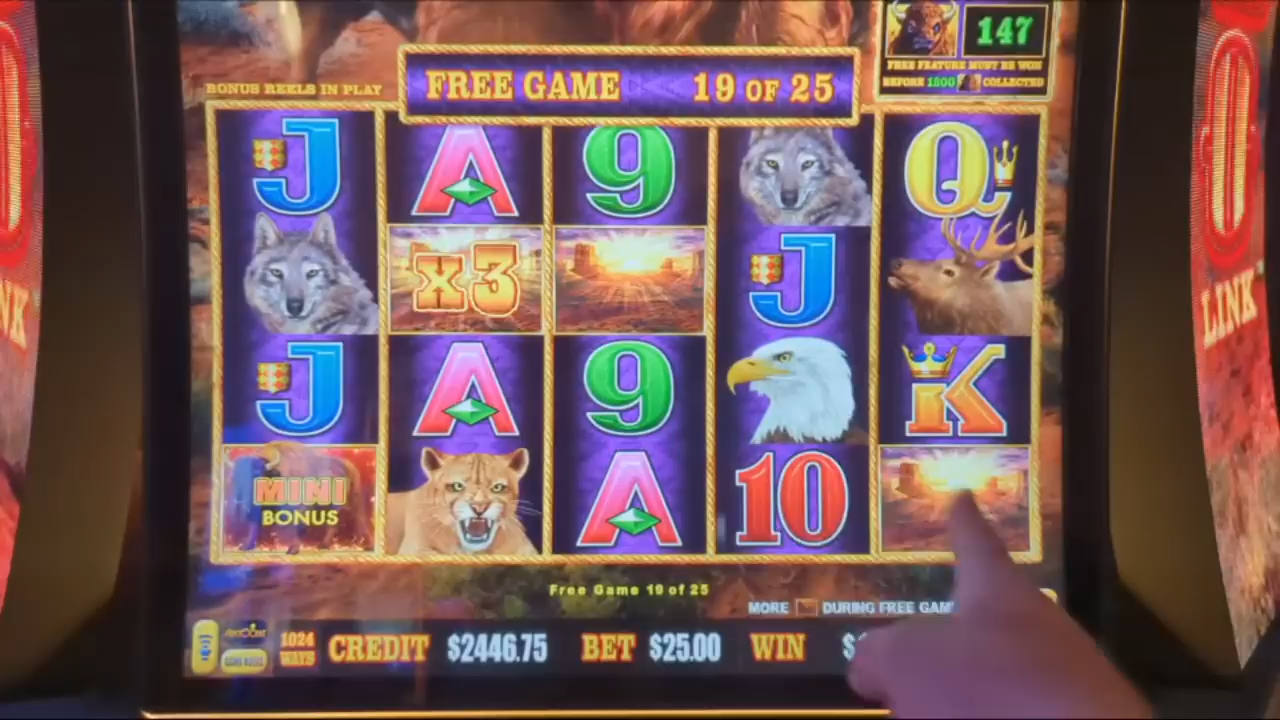 147
FREE FEATURE MUST BE WON
BEFORE 1800 COLLECTED
BONUS REELS IN PLAY
FREE GAME 19 OF 25
J A 9 Q
X3 J
J A 9 K
MINI
BONUS
A 10
Free Game 19 of 25
MORE DURING FREE GAM
1024
WAYS
CREDIT $2446.75 BET $25.00 WIN $
NK
LINK